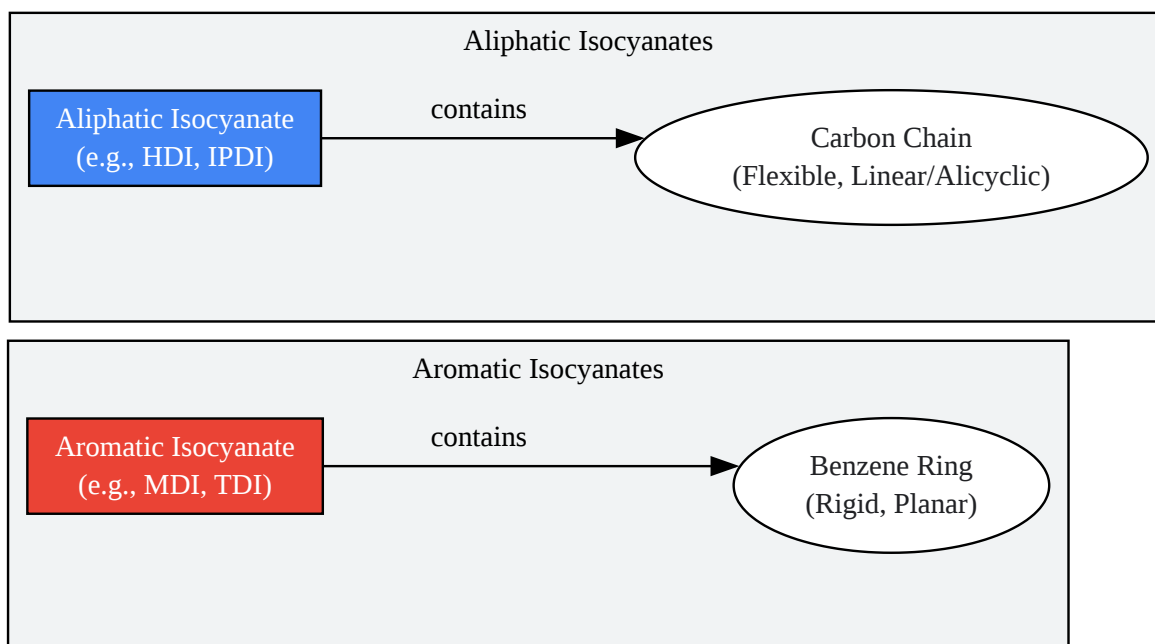 Aliphatic Isocyanates
Aliphatic Isocyanate
(e.g., HDI, IPDI)
contains
Carbon Chain
(Flexible, Linear/Alicyclic)
Aromatic Isocyanates
Aromatic Isocyanate
(e.g., MDI, TDI)
contains
Benzene Ring
(Rigid, Planar)